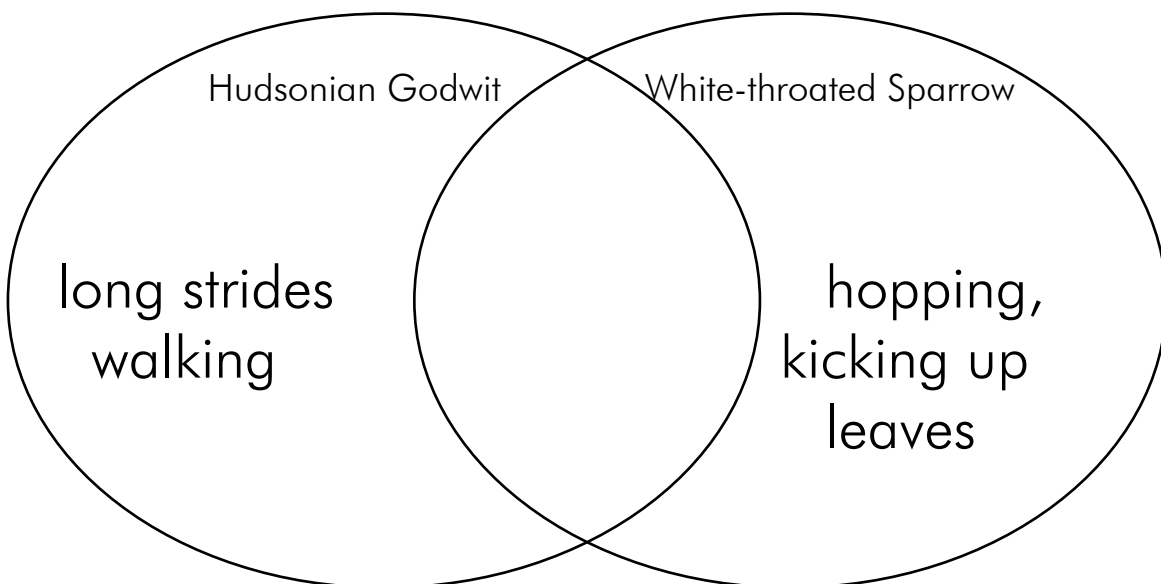 Hudsonian Godwit
White-throated Sparrow
long strides
walking
hopping,
kicking up
leaves